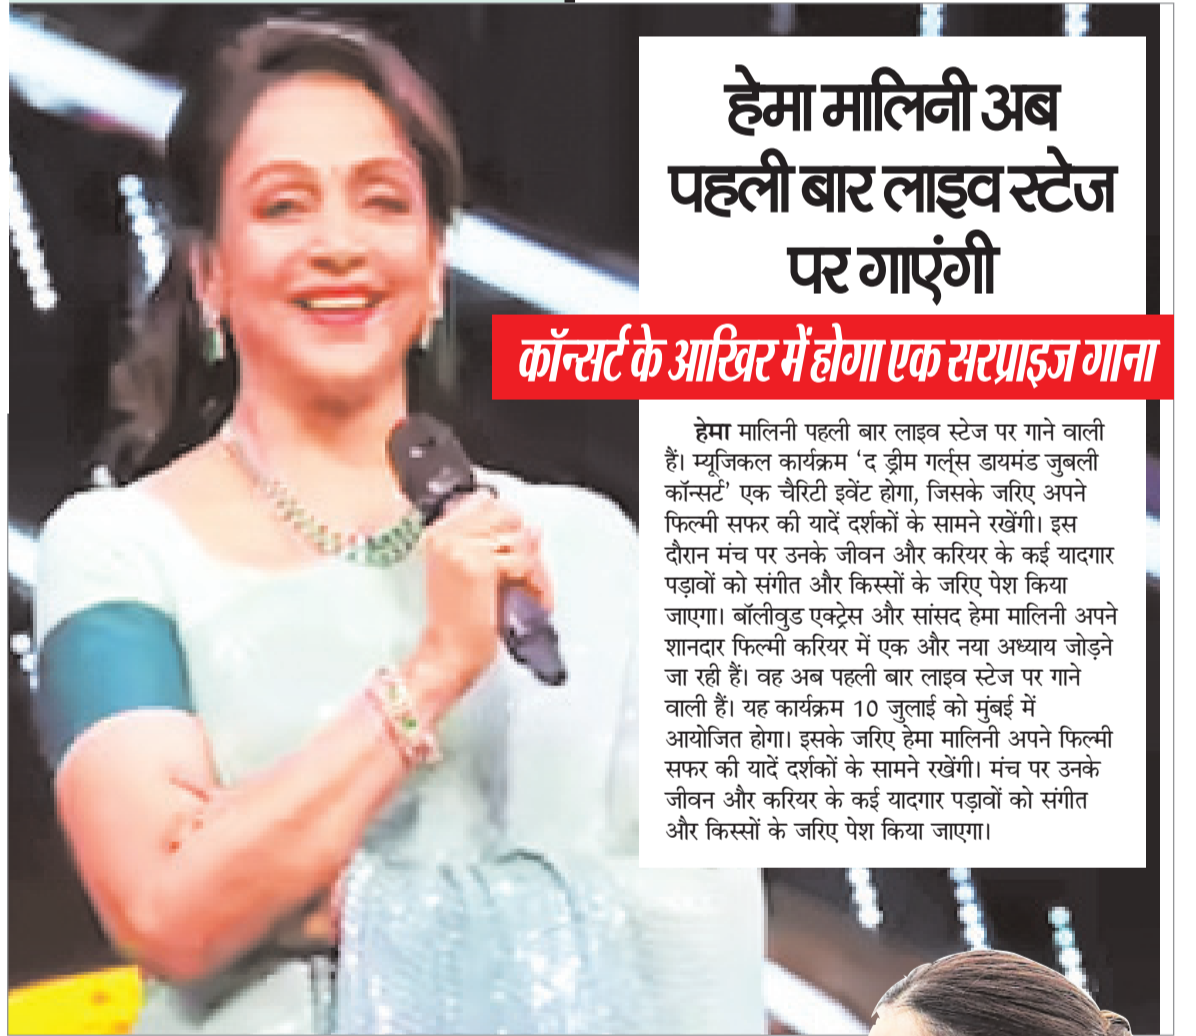 हेमा मालिनी अब
पहली बार लाइव स्टेज
पर गाएंगी
कॉन्सर्ट के आखिर में होगा एक सरप्राइज गाना
हेमा मालिनी पहली बार लाइव स्टेज पर गाने वाली
हैं। म्यूजिकल कार्यक्रम ‘द ड्रीम गर्ल्स डायमंड जुबली
कॉन्सर्ट’ एक चैरिटी इवेंट होगा, जिसके जरिए अपने
फिल्मी सफर की यादें दर्शकों के सामने रखेंगी। इस
दौरान मंच पर उनके जीवन और करियर के कई यादगार
पड़ावों को संगीत और किस्सों के जरिए पेश किया
जाएगा। बॉलीवुड एक्ट्रेस और सांसद हेमा मालिनी अपने
शानदार फिल्मी करियर में एक और नया अध्याय जोड़ने
जा रही हैं। वह अब पहली बार लाइव स्टेज पर गाने
वाली हैं। यह कार्यक्रम 10 जुलाई को मुंबई में
आयोजित होगा। इसके जरिए हेमा मालिनी अपने फिल्मी
सफर की यादें दर्शकों के सामने रखेंगी। मंच पर उनके
जीवन और करियर के कई यादगार पड़ावों को संगीत
और किस्सों के जरिए पेश किया जाएगा।